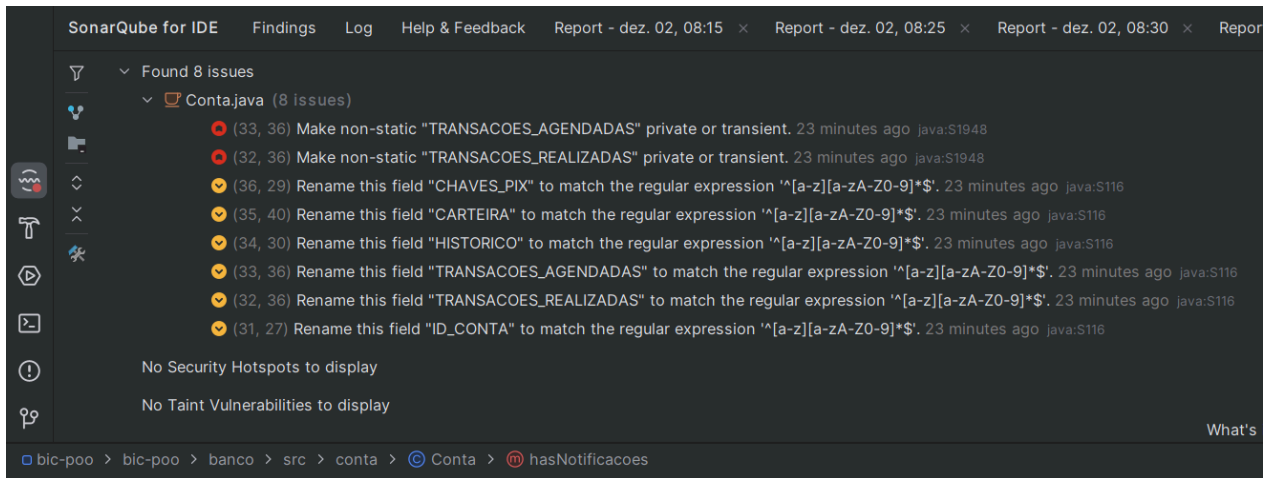 SonarQube for IDE Findings Log Help & Feedback Report - dez. 02, 08:15 × Report - dez. 02, 08:25 × Report - dez. 02, 08:30 × Repor
Found 8 issues
Conta.java (8 issues)
(33, 36) Make non-static "TRANSACOES_AGENDADAS" private or transient. 23 minutes ago java:S1948
(32, 36) Make non-static "TRANSACOES_REALIZADAS" private or transient. 23 minutes ago java:S1948
(36, 29) Rename this field "CHAVES_PIX" to match the regular expression '^[a-z][a-zA-Z0-9]*$'. 23 minutes ago java:S116
(35, 40) Rename this field "CARTEIRA" to match the regular expression '^[a-z][a-zA-Z0-9]*$'. 23 minutes ago java:S116
(34, 30) Rename this field "HISTORICO" to match the regular expression '^[a-z][a-zA-Z0-9]*$'. 23 minutes ago java:S116
(33, 36) Rename this field "TRANSACOES_AGENDADAS" to match the regular expression '^[a-z][a-zA-Z0-9]*$'. 23 minutes ago java:S116
(32, 36) Rename this field "TRANSACOES_REALIZADAS" to match the regular expression '^[a-z][a-zA-Z0-9]*$'. 23 minutes ago java:S116
(31, 27) Rename this field "ID_CONTA" to match the regular expression '^[a-z][a-zA-Z0-9]*$'. 23 minutes ago java:S116
No Security Hotspots to display
No Taint Vulnerabilities to display
What's
bic-poo > bic-poo > banco > src > conta > C Conta > m hasNotificacoes